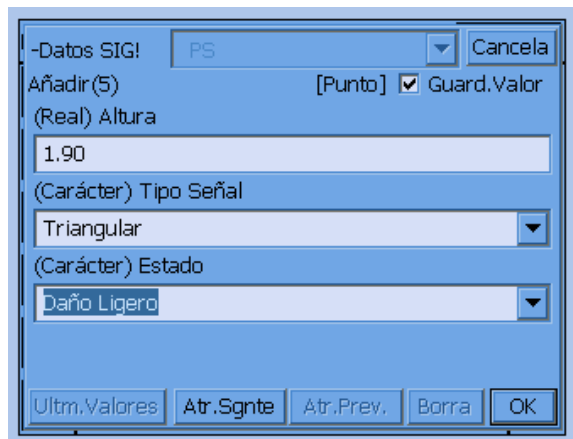 -Datos SIG! PS Cancela
Añadir(5) [Punto] Guard.Valor
(Real) Altura
1.90
(Carácter) Tipo Señal
Triangular
(Carácter) Estado
Daño Ligero
Ultm.Valores Atr.Sgnte Atr.Prev. Borra OK